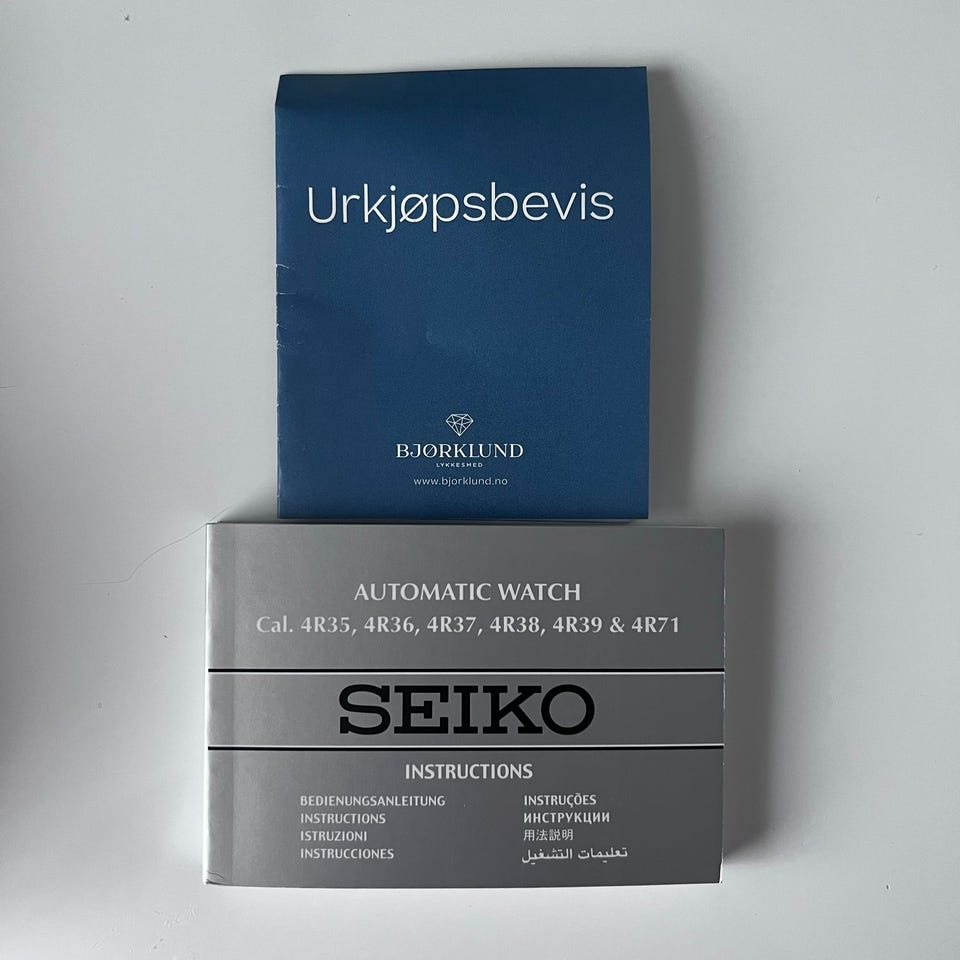 Urkjøpsbevis
BJØRKLUND
LYKKESMED
www.bjorklund.no
AUTOMATIC WATCH
Cal. 4R35, 4R36, 4R37, 4R38, 4R39 & 4R71
SEIKO
INSTRUCTIONS
BEDIENUNGSANLEITUNG
INSTRUCTIONS
ISTRUZIONI
INSTRUCCIONES
INSTRUÇÕES
ИНСТРУКЦИИ
用法説明
تعليمات التشغيل